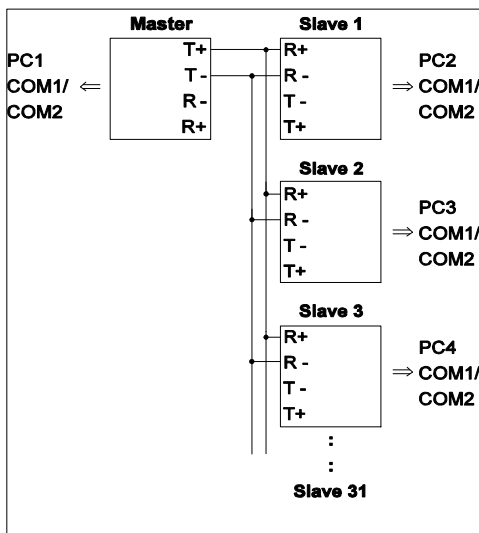 Master
PC1
COM1/
COM2
⇐
T+
T -
R -
R+
Slave 1
R+
R -
T -
T+
⇒
PC2
COM1/
COM2
Slave 2
R+
R -
T -
T+
⇒
PC3
COM1/
COM2
Slave 3
R+
R -
T -
T+
⇒
PC4
COM1/
COM2
:
:
Slave 31